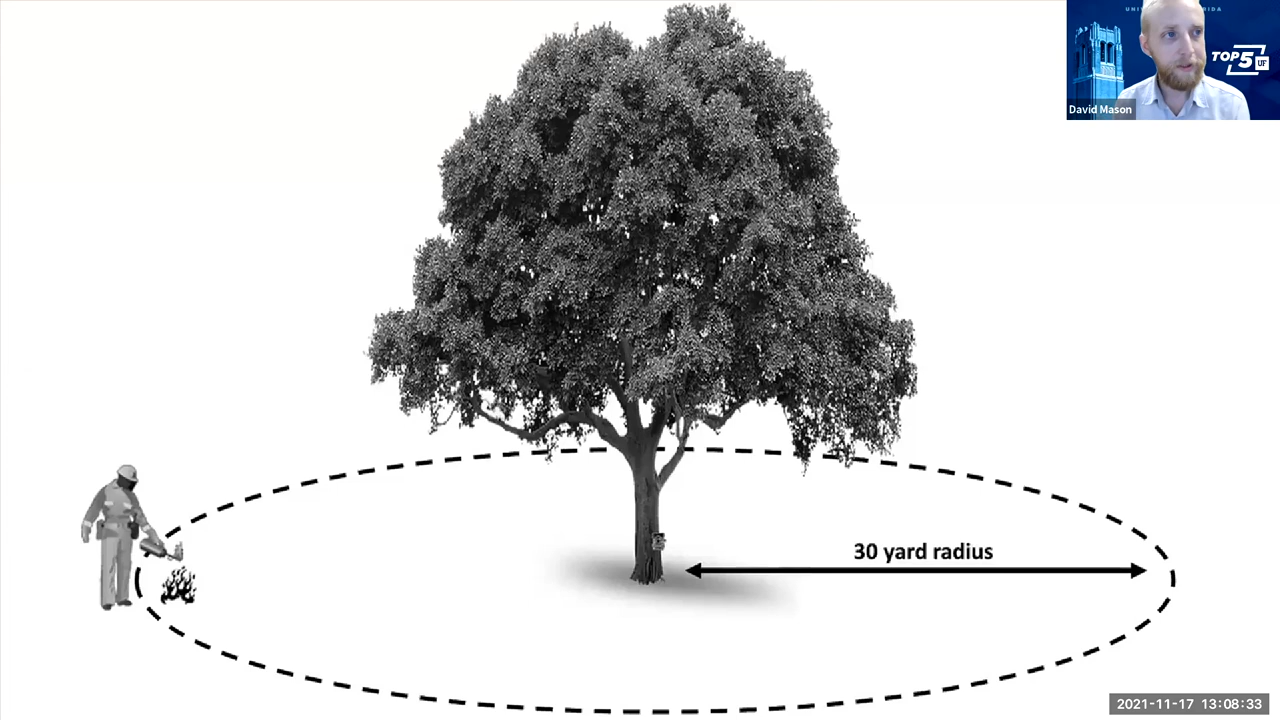 TOP5
UF
David Mason
30 yard radius
2021-11-17 13:08:33